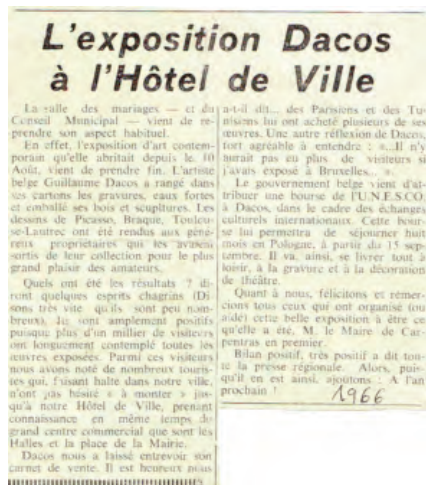 L'exposition Dacos
à l'Hôtel de Ville
La salle des mariages — et du
Conseil Municipal — vient de re-
prendre son aspect habituel.
En effet, l'exposition d'art contem-
porain qu'elle abritait depuis le 10
Août, vient de prendre fin. L'artiste
belge Guillaume Dacos a rangé dans
ses cartons les gravures, eaux fortes
et emballé ses bois et sculptures. Les
dessins de Picasso, Braque, Toulou-
se-Lautrec ont été rendus aux géné-
reux propriétaires qui les avaient
sortis de leur collection pour le plus
grand plaisir des amateurs.
Quels ont été les résultats ? di-
ront quelques esprits chagrins (Di-
sons très vite qu'ils sont peu nom-
breux). Ils sont amplement positifs
puisque plus d'un millier de visiteurs
ont longuement contemplé toutes les
œuvres exposées. Parmi ces visiteurs
nous avons noté de nombreux touris-
tes qui, faisant halte dans notre ville,
n'ont pas hésité « à monter » jus-
qu'à notre Hôtel de Ville, prenant
connaissance en même temps du
grand centre commercial que sont les
Halles et la place de la Mairie.
Dacos nous a laissé entrevoir son
carnet de vente. Il est heureux nous
a-t-il dit... des Parisiens et des Tu-
nisiens lui ont acheté plusieurs de ses
œuvres. Une autre réflexion de Dacos,
fort agréable à entendre : «...Il n'y
aurait pas eu plus de visiteurs si
j'avais exposé à Bruxelles... ».
Le gouvernement belge vient d'at-
tribuer une bourse de l'U.N.E.S.C.O.
à Dacos, dans le cadre des échanges
culturels internationaux. Cette bour-
se lui permettra de séjourner huit
mois en Pologne, à partir du 15 sep-
tembre. Il va, ainsi, se livrer tout à
loisir, à la gravure et à la décoration
de théâtre.
Quant à nous, félicitons et remer-
cions tous ceux qui ont organisé (ou
aidé) cette belle exposition à être ce
qu'elle a été, M. le Maire de Car-
pentras en premier.
Bilan positif, très positif a dit tou-
te la presse régionale. Alors, puis-
qu'il en est ainsi, ajoutons : A l'an
prochain !
1966